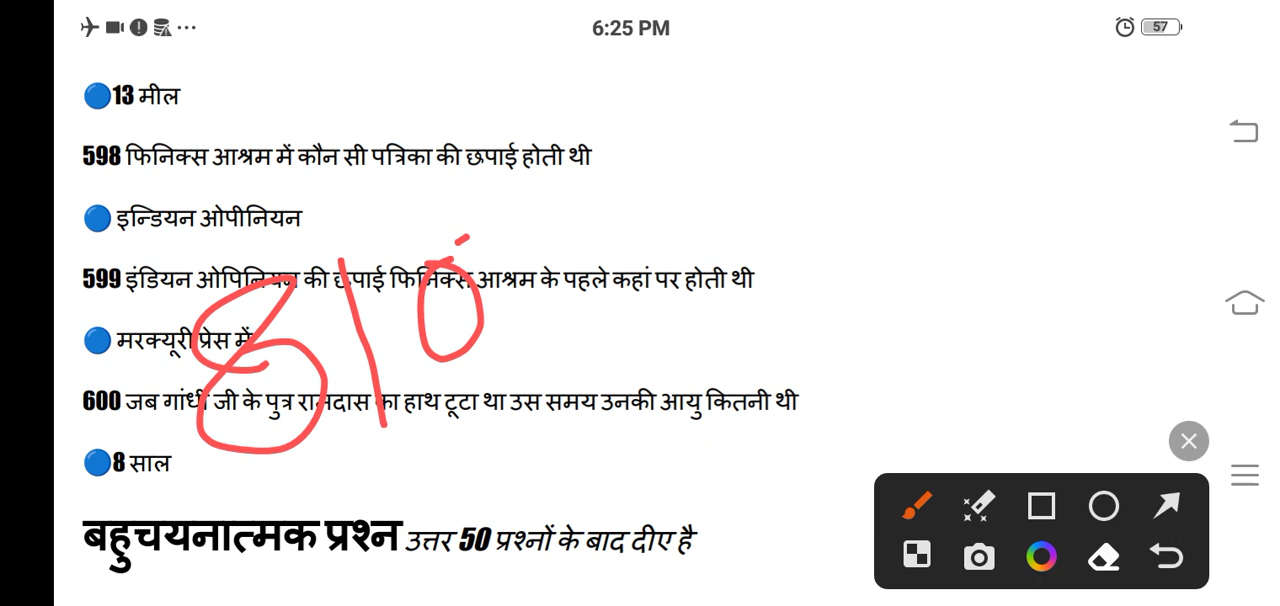 6:25 PM
57
13 मील
598 फिनिक्स आश्रम में कौन सी पत्रिका की छपाई होती थी
इन्डियन ओपीनियन
599 इंडियन ओपिनियन की छपाई फिनिक्स आश्रम के पहले कहां पर होती थी
मरक्यूरी प्रेस में
600 जब गांधी जी के पुत्र रामदास का हाथ टूटा था उस समय उनकी आयु कितनी थी
8 साल
बहुचयनात्मक प्रश्न उत्तर 50 प्रश्नों के बाद दीए है